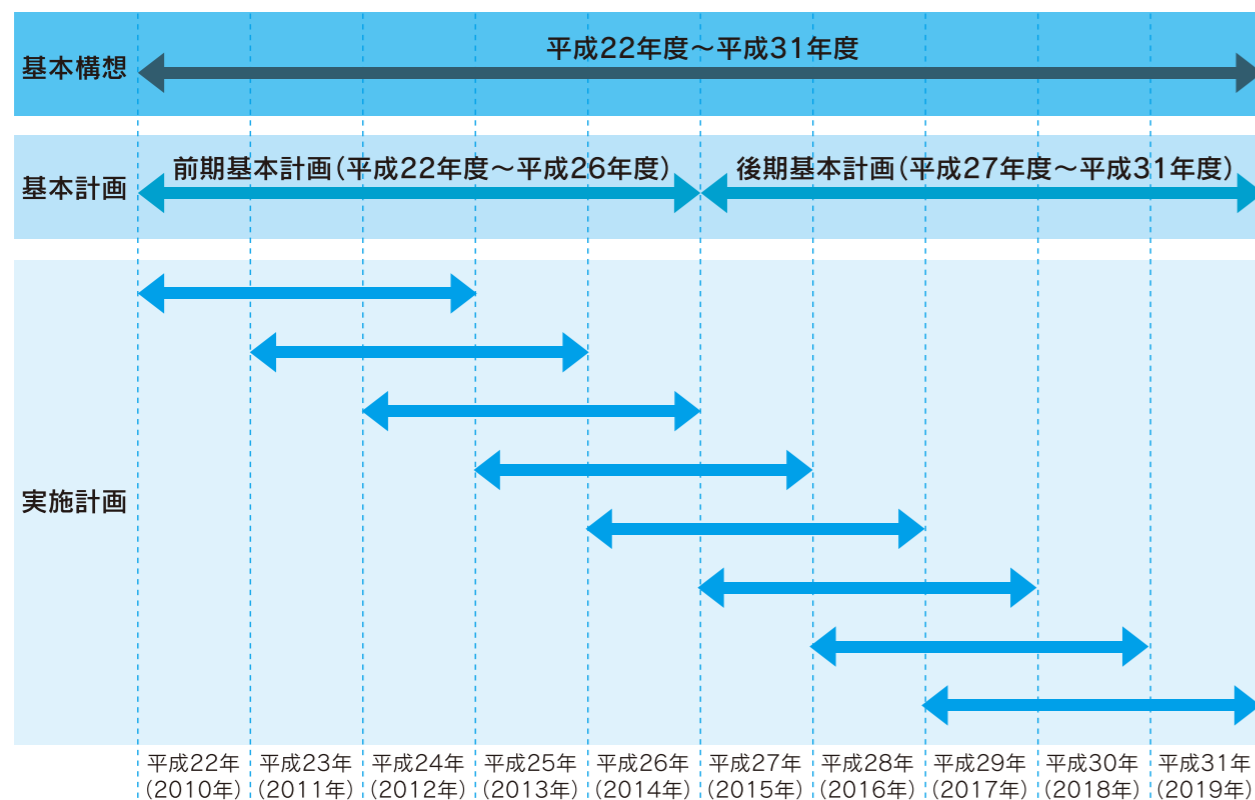 基本構想
平成22年度～平成31年度
基本計画
前期基本計画（平成22年度～平成26年度）
後期基本計画（平成27年度～平成31年度）
実施計画
平成22年
（2010年）
平成23年
（2011年）
平成24年
（2012年）
平成25年
（2013年）
平成26年
（2014年）
平成27年
（2015年）
平成28年
（2016年）
平成29年
（2017年）
平成30年
（2018年）
平成31年
（2019年）